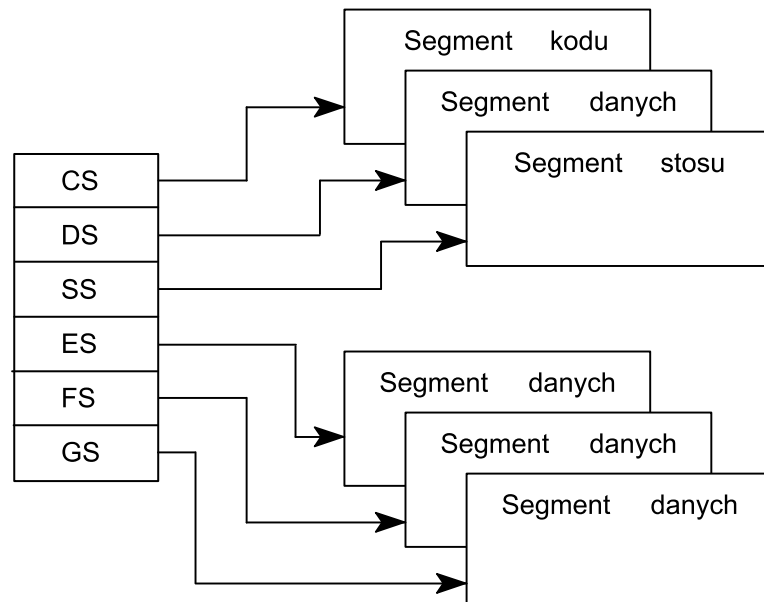 Segment kodu
Segment danych
Segment stosu
CS
DS
SS
ES
FS
GS
Segment danych
Segment danych
Segment danych